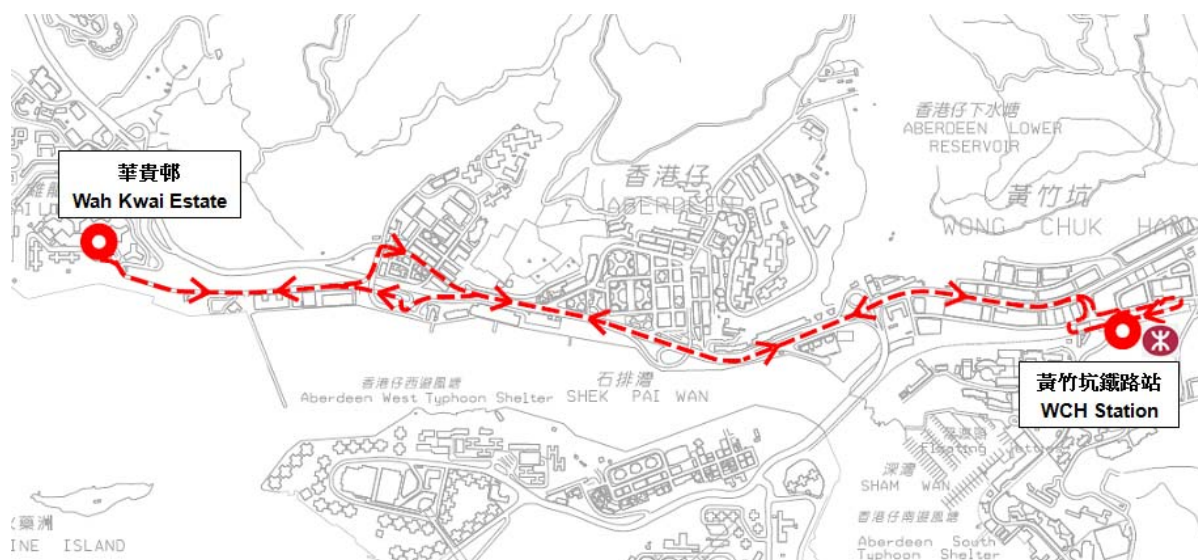 香港仔下水塘
ABERDEEN LOWER
RESERVOIR
華貴邨
Wah Kwai Estate
香港仔
ABERDEEN
黃竹坑
WONG CHUK HANG
黃竹坑鐵路站
WCH Station
香港仔西避風塘
Aberdeen West Typhoon Shelter
石排灣
SHEK PAI WAN
深灣
SHAM WAN
香港仔南避風塘
Aberdeen South
Typhoon Shelter
火藥洲
INE ISLAND